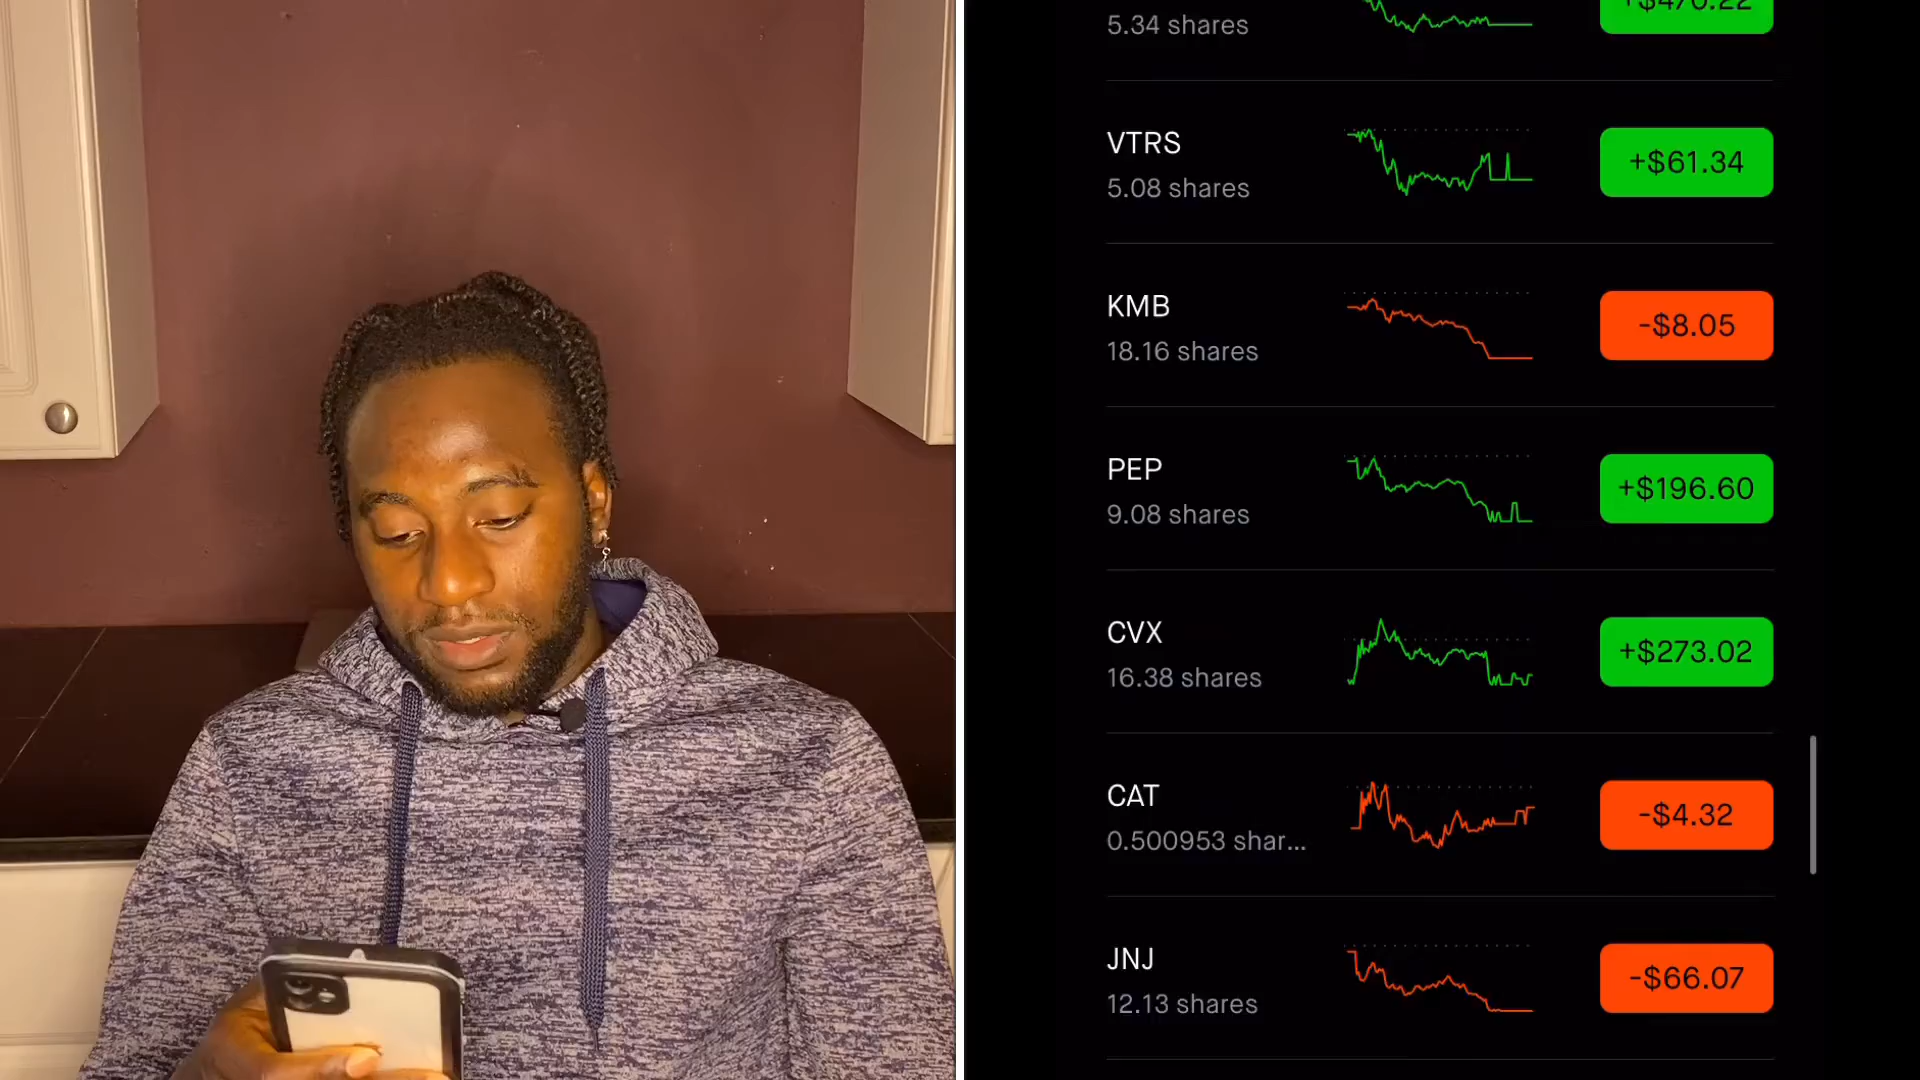 5.34 shares
VTRS
+$61.34
5.08 shares
KMB
-$8.05
18.16 shares
PEP
+$196.60
9.08 shares
CVX
+$273.02
16.38 shares
CAT
-$4.32
0.500953 shar...
JNJ
-$66.07
12.13 shares